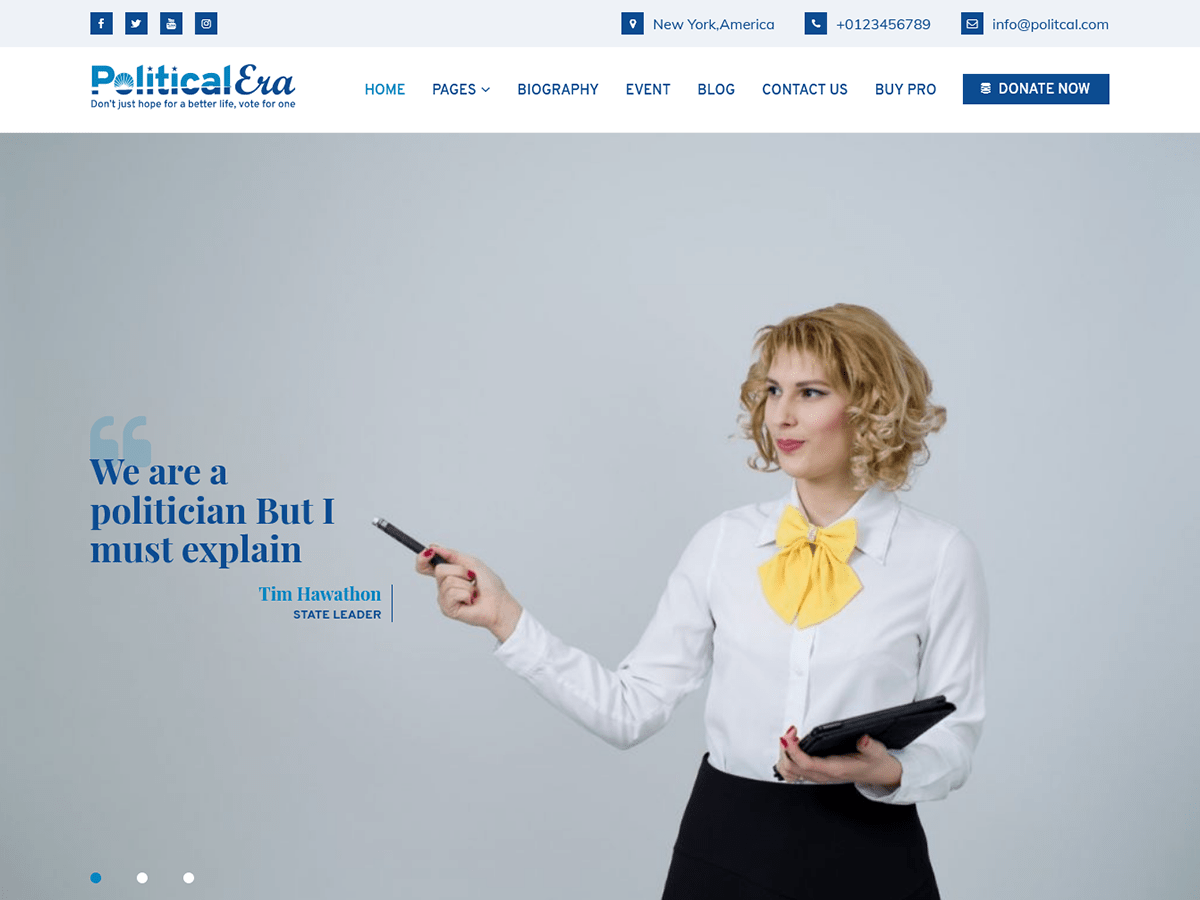 New York,America
+0123456789
info@politcal.com
Political Era
Don't just hope for a better life, vote for one
HOME
PAGES
BIOGRAPHY
EVENT
BLOG
CONTACT US
BUY PRO
DONATE NOW
“
We are a
politician But I
must explain
Tim Hawathon
STATE LEADER